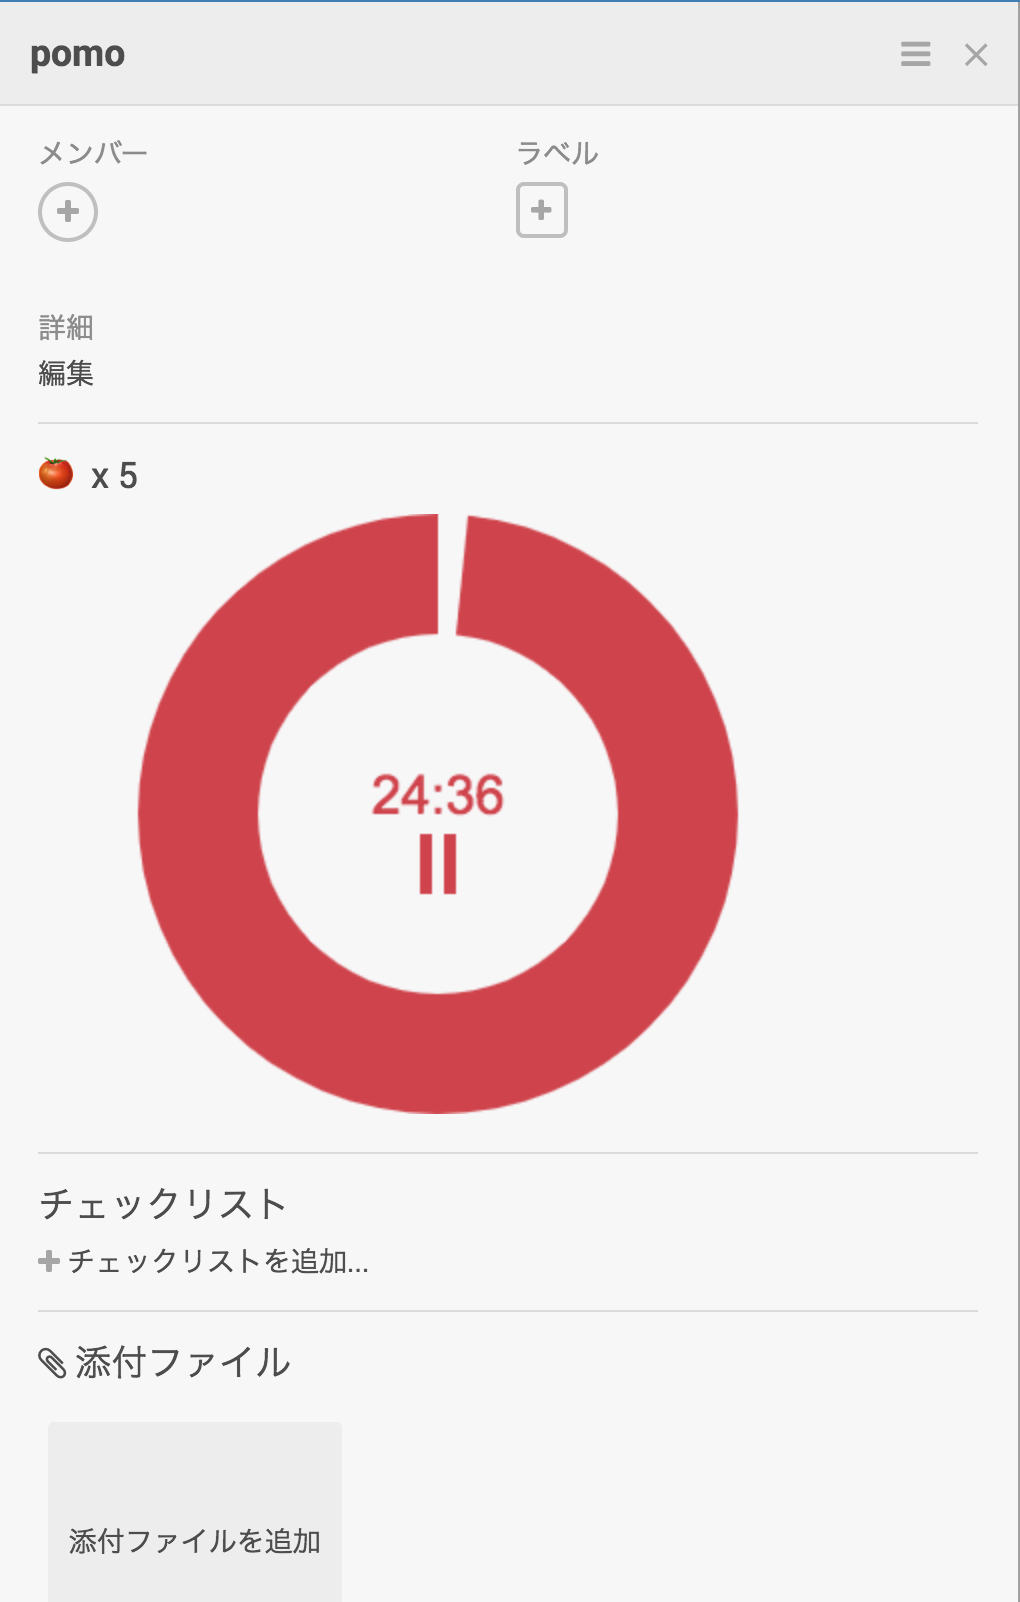 pomo
メンバー
ラベル
詳細
編集
x 5
24:36
チェックリスト
チェックリストを追加...
添付ファイル
添付ファイルを追加